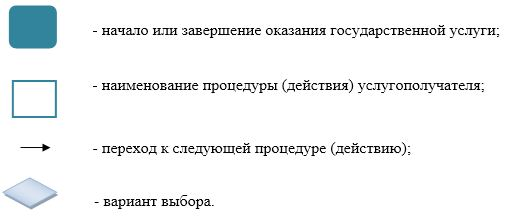 - начало или завершение оказания государственной услуги;
- наименование процедуры (действия) услугополучателя;
- переход к следующей процедуре (действию);
- вариант выбора.